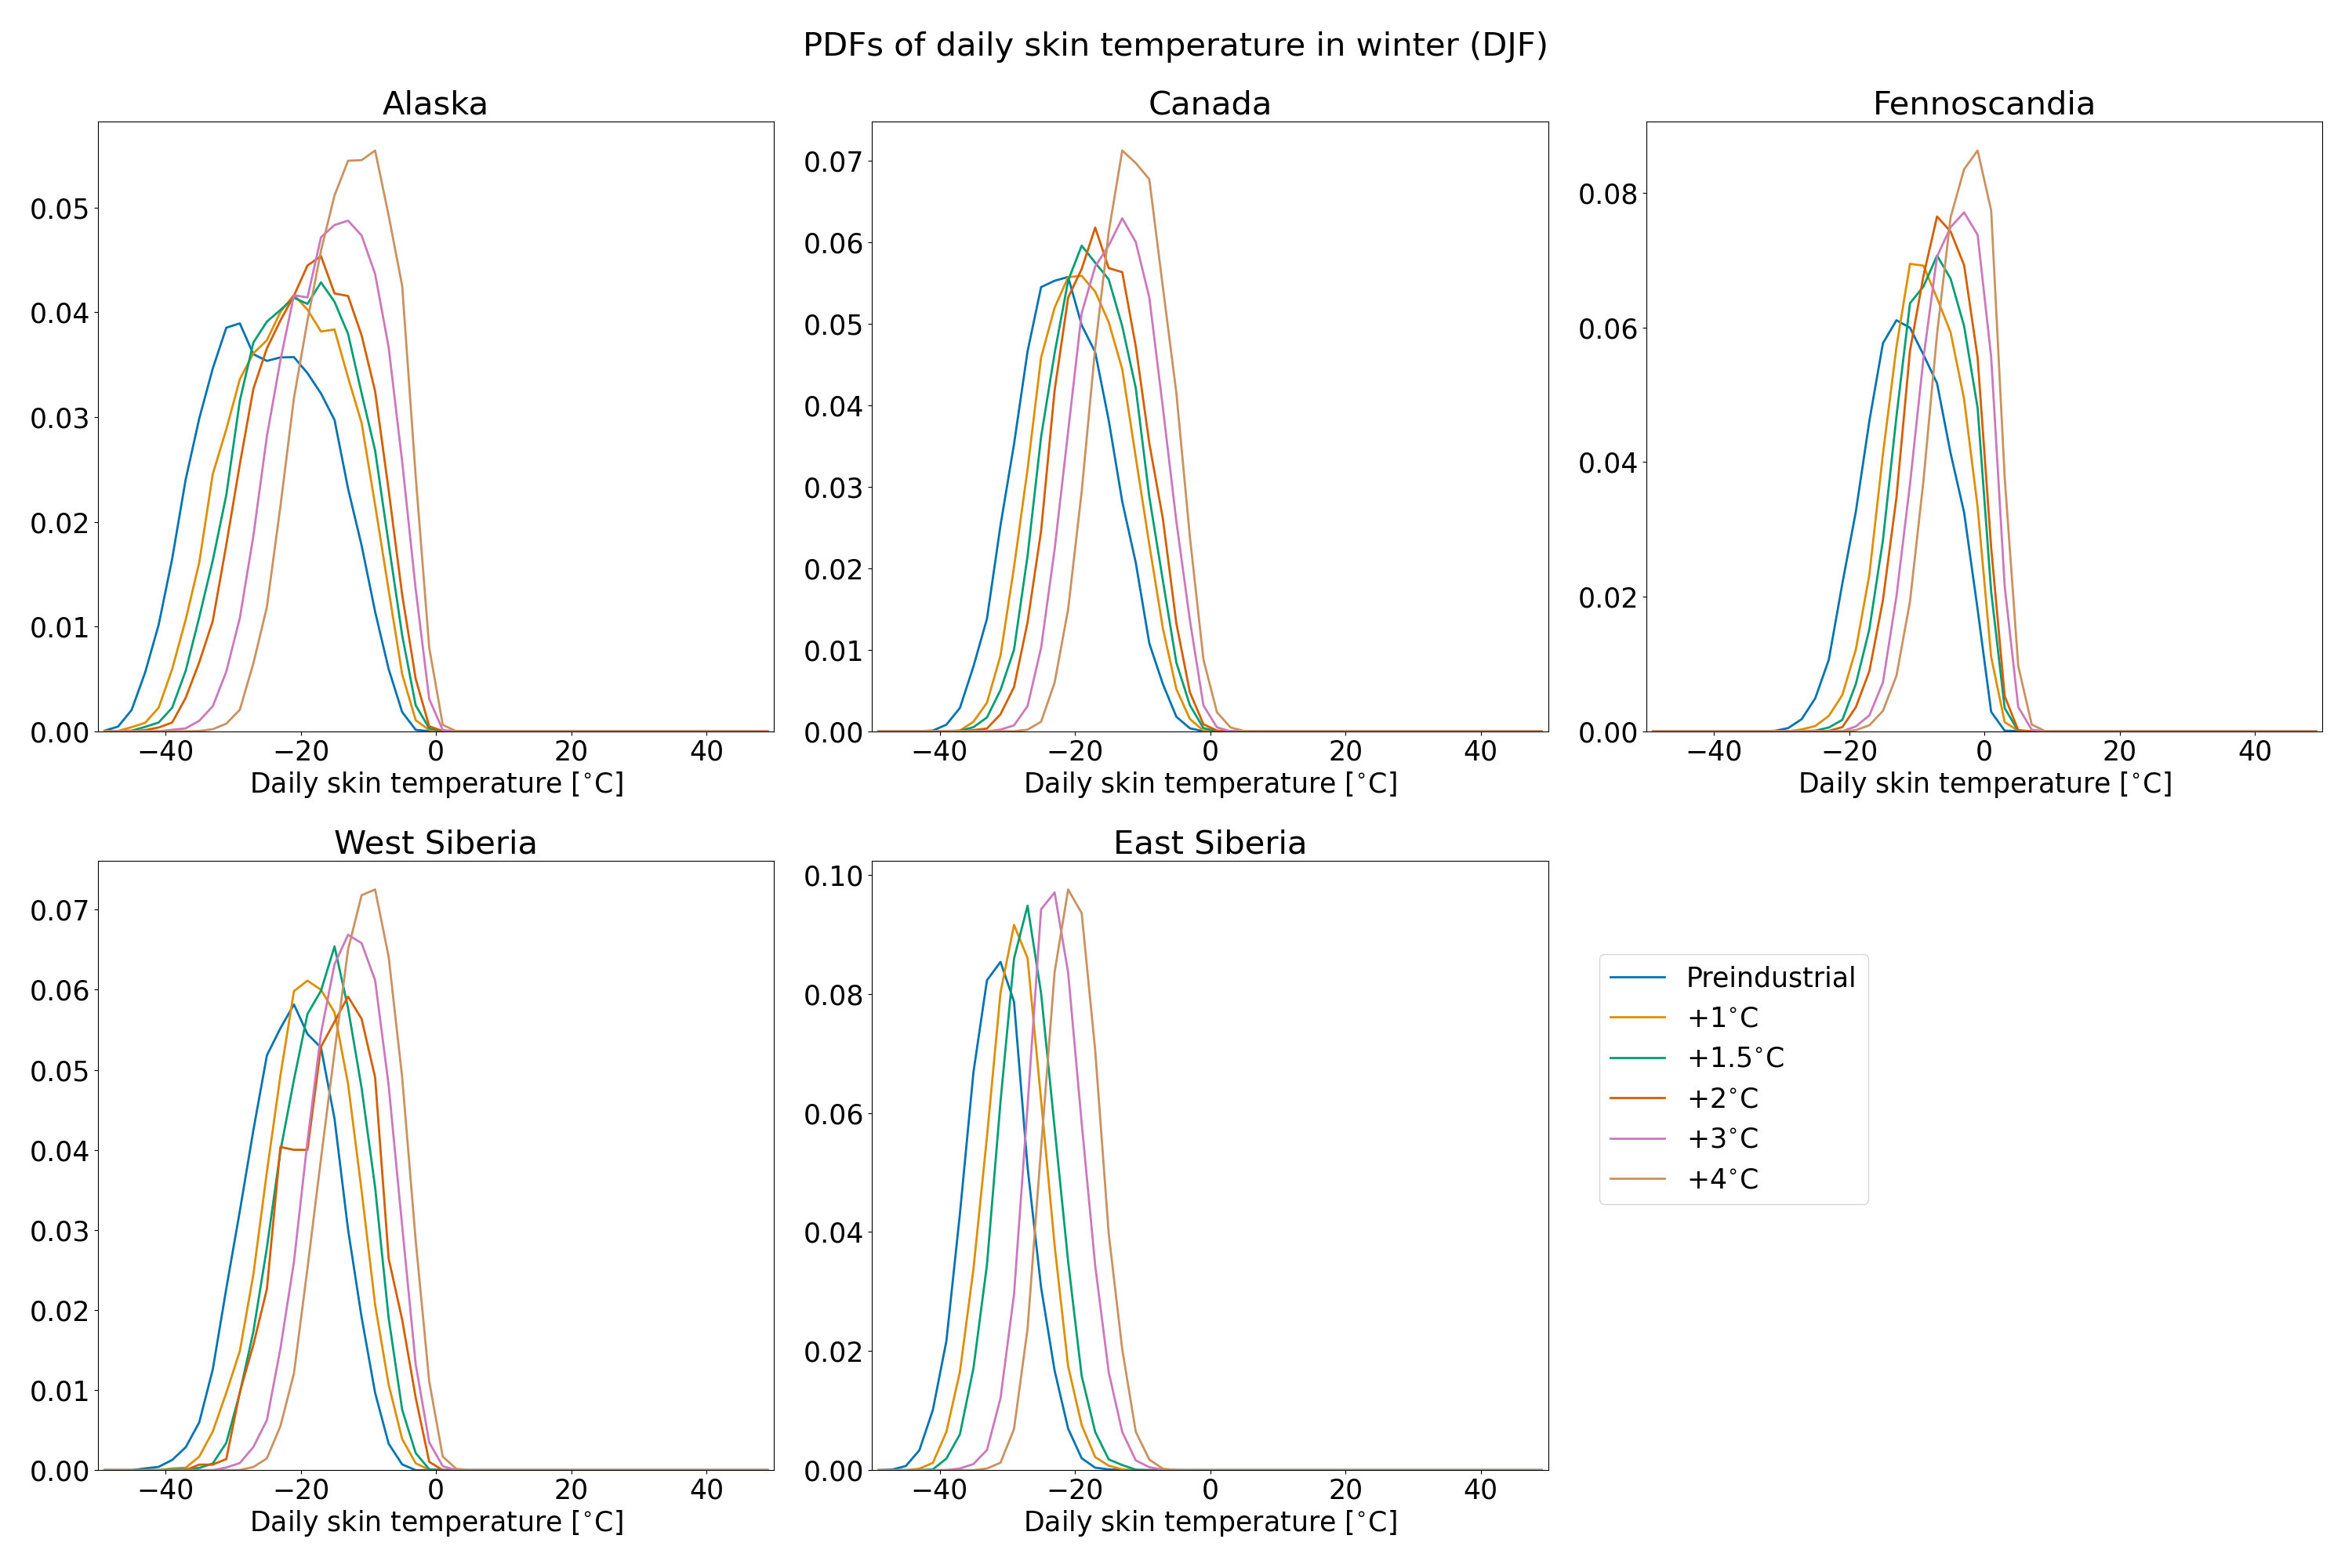 PDFs of daily skin temperature in winter (DJF)
Alaska
0.05
0.04
0.03
0.02
0.01
0.00
−40 −20 0 20 40
Daily skin temperature [°C]
Canada
0.07
0.06
0.05
0.04
0.03
0.02
0.01
0.00
−40 −20 0 20 40
Daily skin temperature [°C]
Fennoscandia
0.08
0.06
0.04
0.02
0.00
−40 −20 0 20 40
Daily skin temperature [°C]
West Siberia
0.07
0.06
0.05
0.04
0.03
0.02
0.01
0.00
−40 −20 0 20 40
Daily skin temperature [°C]
East Siberia
0.10
0.08
0.06
0.04
0.02
0.00
−40 −20 0 20 40
Daily skin temperature [°C]
Preindustrial
+1°C
+1.5°C
+2°C
+3°C
+4°C